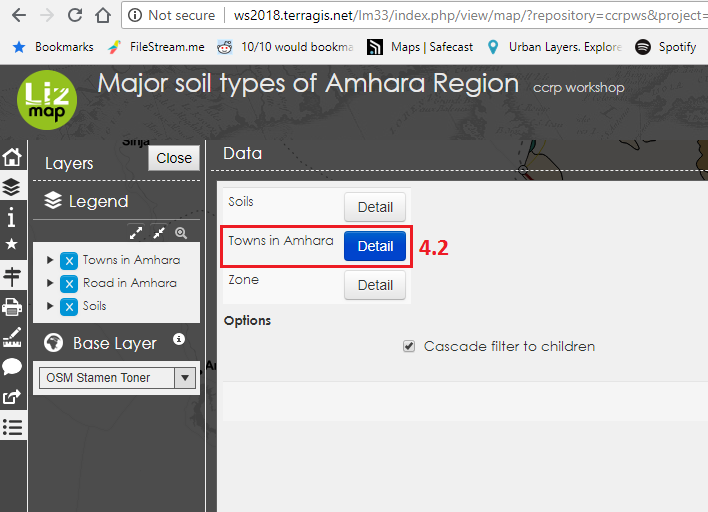 Not secure | ws2018.terragis.net/lm33/index.php/view/map/?repository=ccrpws&project=
Bookmarks FileStream.me 10/10 would bookma Maps | Safecast Urban Layers. Explore Spotify
Liz map
Major soil types of Amhara Region ccrp workshop
Sinja
Layers Close
Data
Legend
Soils Detail
Towns in Amhara Detail 4.2
Zone Detail
x Towns in Amhara
x Road in Amhara
x Soils
Options
Base Layer
Cascade filter to children
OSM Stamen Toner